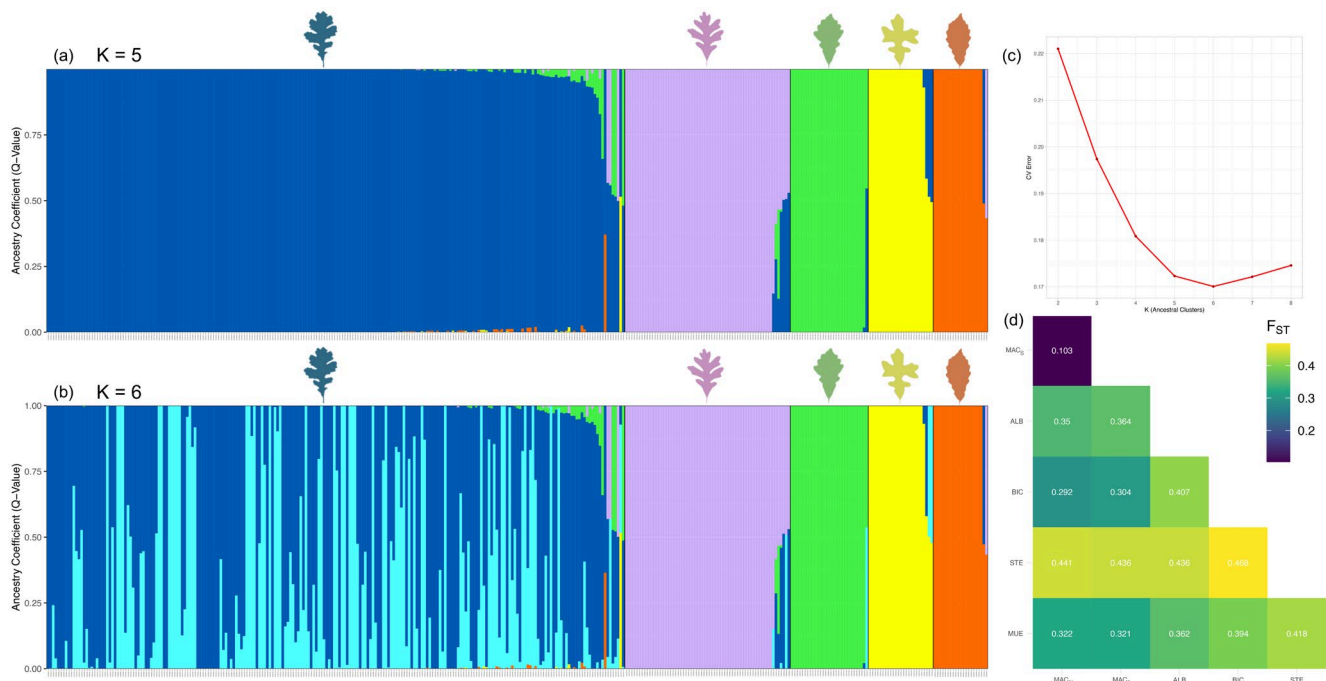 (a) K = 5
Ancestry Coefficient (Q-Value)
0.75
0.50
0.25
0.00
(b) K = 6
Ancestry Coefficient (Q-Value)
1.00
0.75
0.50
0.25
0.00
(c)
CV Error
0.22
0.21
0.20
0.19
0.18
0.17
2 3 4 5 6 7 8
K (Ancestral Clusters)
(d)
FST
0.4
0.3
0.2
MACS 0.103
ALB 0.35 0.364
BIC 0.292 0.304 0.407
STE 0.441 0.436 0.436
MUE 0.322 0.321 0.362 0.394 0.418
ALB BIC STE